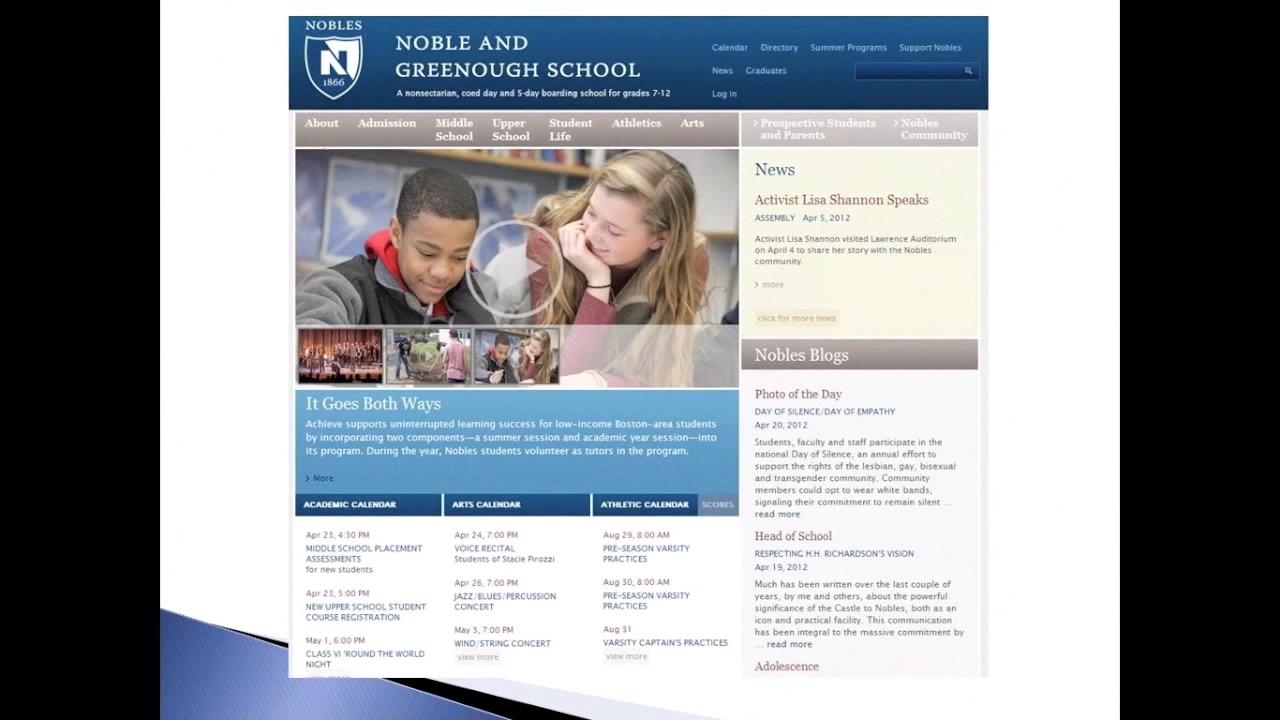 NOBLES
1866
NOBLE AND
GREENOUGH SCHOOL
A nonsectarian, coed day and 5-day boarding school for grades 7-12
Calendar Directory Summer Programs Support Nobles
News Graduates
Log In
About Admission Middle School Upper School Student Life Athletics Arts
Prospective Students and Parents Nobles Community
It Goes Both Ways
Achieve supports uninterrupted learning success for low-income Boston-area students
by incorporating two components—a summer session and academic year session—into
its program. During the year, Nobles students volunteer as tutors in the program.
More
ACADEMIC CALENDAR
Apr 23, 4:30 PM
MIDDLE SCHOOL PLACEMENT
ASSESSMENTS
for new students
Apr 23, 5:00 PM
NEW UPPER SCHOOL STUDENT
COURSE REGISTRATION
May 1, 6:00 PM
CLASS VI 'ROUND THE WORLD
NIGHT
ARTS CALENDAR
Apr 24, 7:00 PM
VOICE RECITAL
Students of Stacie Pirozzi
Apr 26, 7:00 PM
JAZZ/BLUES/PERCUSSION
CONCERT
May 3, 7:00 PM
WIND/STRING CONCERT
view more
ATHLETIC CALENDAR SCORES
Aug 29, 8:00 AM
PRE-SEASON VARSITY
PRACTICES
Aug 30, 8:00 AM
PRE-SEASON VARSITY
PRACTICES
Aug 31
VARSITY CAPTAIN'S PRACTICES
view more
News
Activist Lisa Shannon Speaks
ASSEMBLY Apr 5, 2012
Activist Lisa Shannon visited Lawrence Auditorium
on April 4 to share her story with the Nobles
community.
more
click for more news
Nobles Blogs
Photo of the Day
DAY OF SILENCE/DAY OF EMPATHY
Apr 20, 2012
Students, faculty and staff participate in the
national Day of Silence, an annual effort to
support the rights of the lesbian, gay, bisexual
and transgender community. Community
members could opt to wear white bands,
signaling their commitment to remain silent ...
read more
Head of School
RESPECTING H.H. RICHARDSON'S VISION
Apr 19, 2012
Much has been written over the last couple of
years, by me and others, about the powerful
significance of the Castle to Nobles, both as an
icon and practical facility. This communication
has been integral to the massive commitment by
... read more
Adolescence